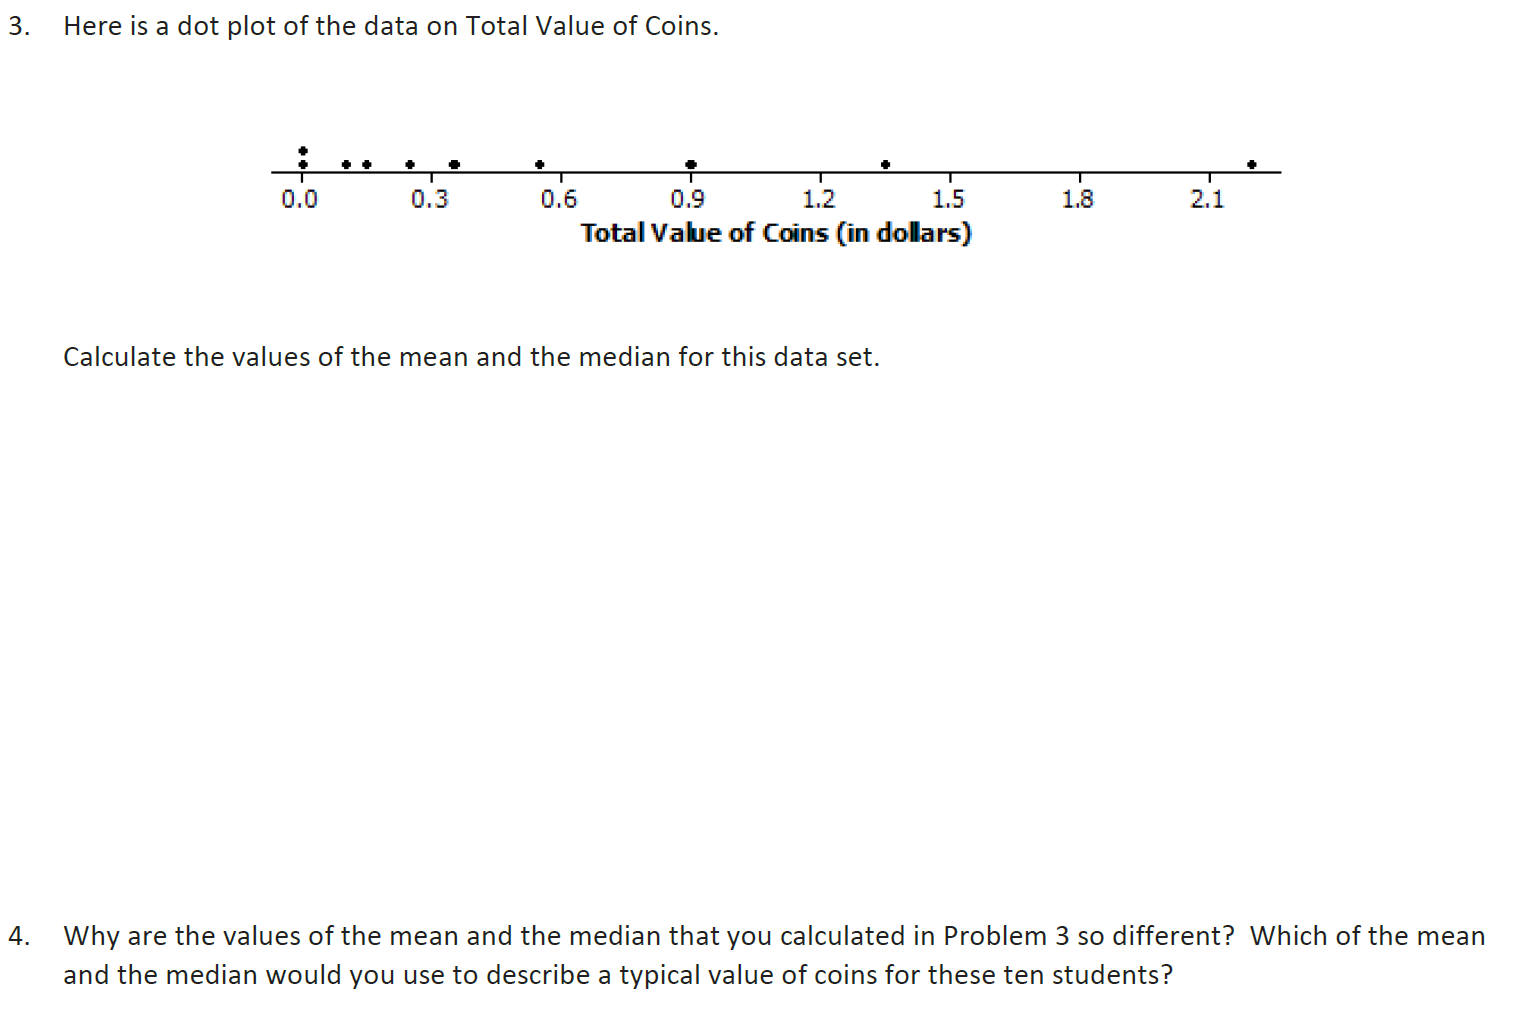 3. Here is a dot plot of the data on Total Value of Coins.
0.0 0.3 0.6 0.9 1.2 1.5 1.8 2.1
Total Value of Coins (in dollars)
Calculate the values of the mean and the median for this data set.
4. Why are the values of the mean and the median that you calculated in Problem 3 so different? Which of the mean
and the median would you use to describe a typical value of coins for these ten students?